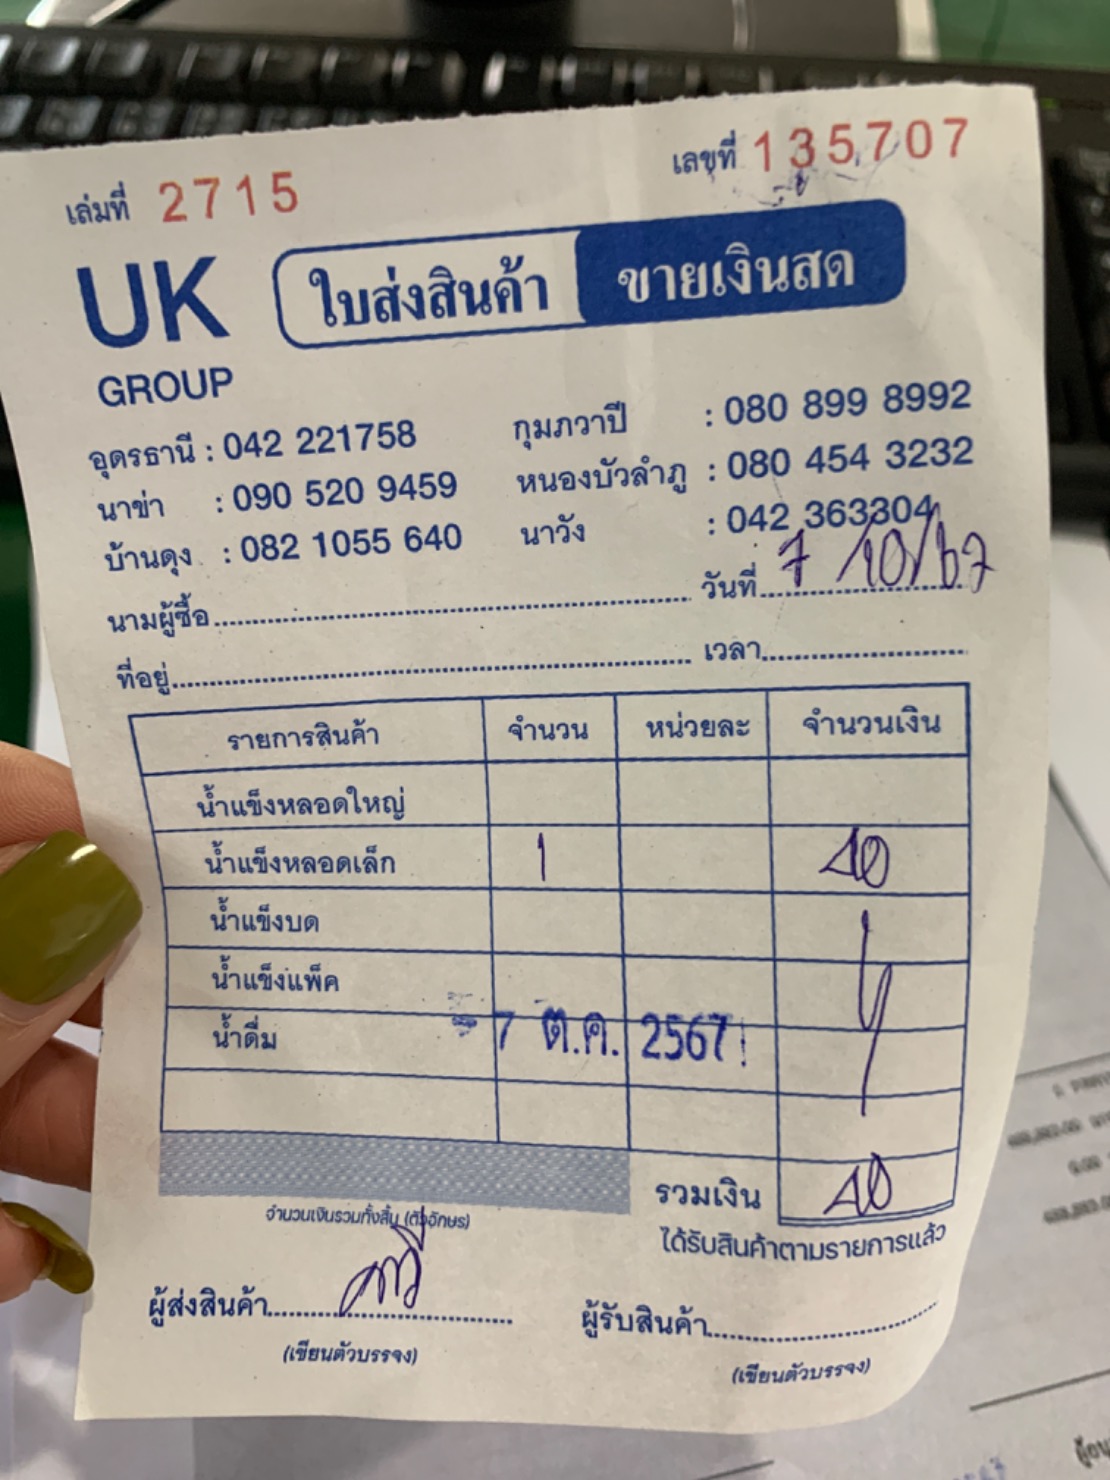 เล่มที่ 2715 เลขที่ 135707
UK GROUP
ใบส่งสินค้า ขายเงินสด
อุดรธานี : 042 221758 กุมภวาปี : 080 899 8992
นาข่า : 090 520 9459 หนองบัวลำภู : 080 454 3232
บ้านดุง : 082 1055 640 นาวัง : 042 363304
นามผู้ซื้อ วันที่ 7/10/67
ที่อยู่ เวลา
รายการสินค้า จำนวน หน่วยละ จำนวนเงิน
น้ำแข็งหลอดใหญ่
น้ำแข็งหลอดเล็ก 1 40
น้ำแข็งบด
น้ำแข็งแพ็ค
น้ำดื่ม
- 7 ต.ค. 2567
รวมเงิน 40
จำนวนเงินรวมทั้งสิ้น (ตัวอักษร)
ได้รับสินค้าตามรายการแล้ว
ผู้ส่งสินค้า ผู้รับสินค้า
(เขียนตัวบรรจง) (เขียนตัวบรรจง)